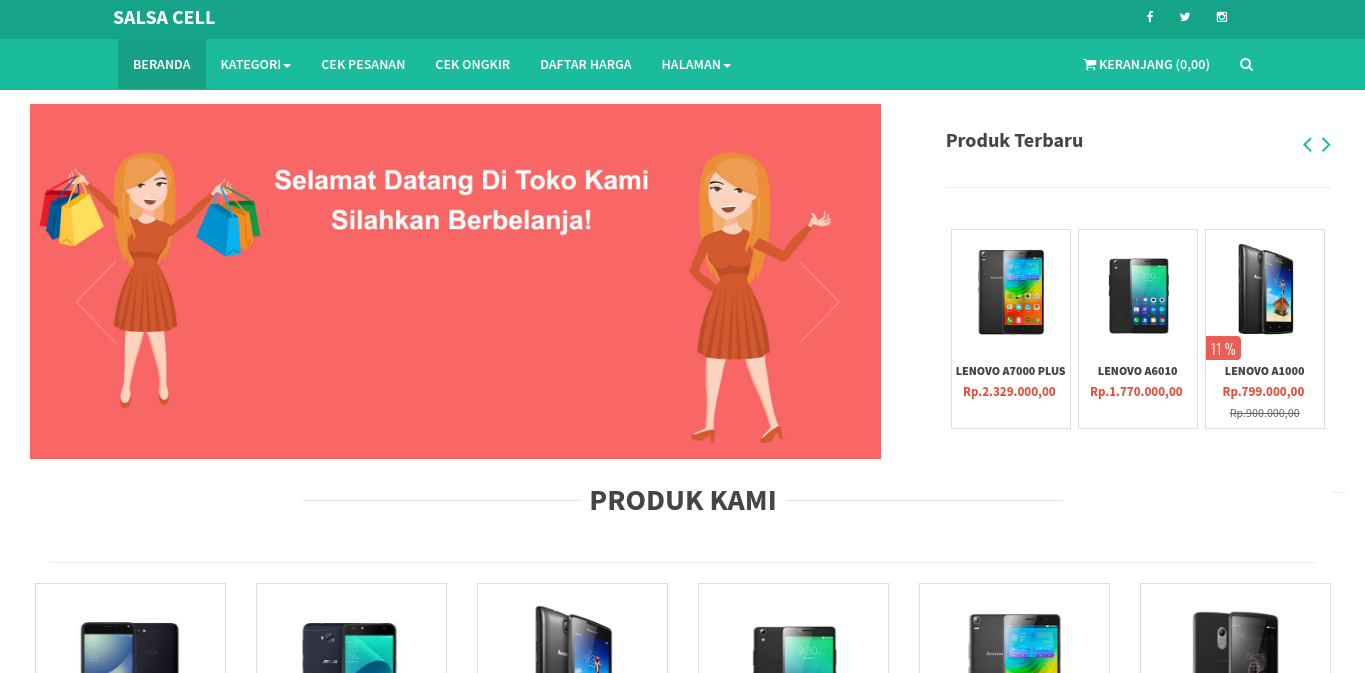 SALSA CELL
BERANDA KATEGORI CEK PESANAN CEK ONGKIR DAFTAR HARGA HALAMAN KERANJANG (0,00)
Selamat Datang Di Toko Kami
Silahkan Berbelanja!
Produk Terbaru
11 %
LENOVO A7000 PLUS LENOVO A6010 LENOVO A1000
Rp.2.329.000,00 Rp.1.770.000,00 Rp.799.000,00
Rp.900.000,00
PRODUK KAMI